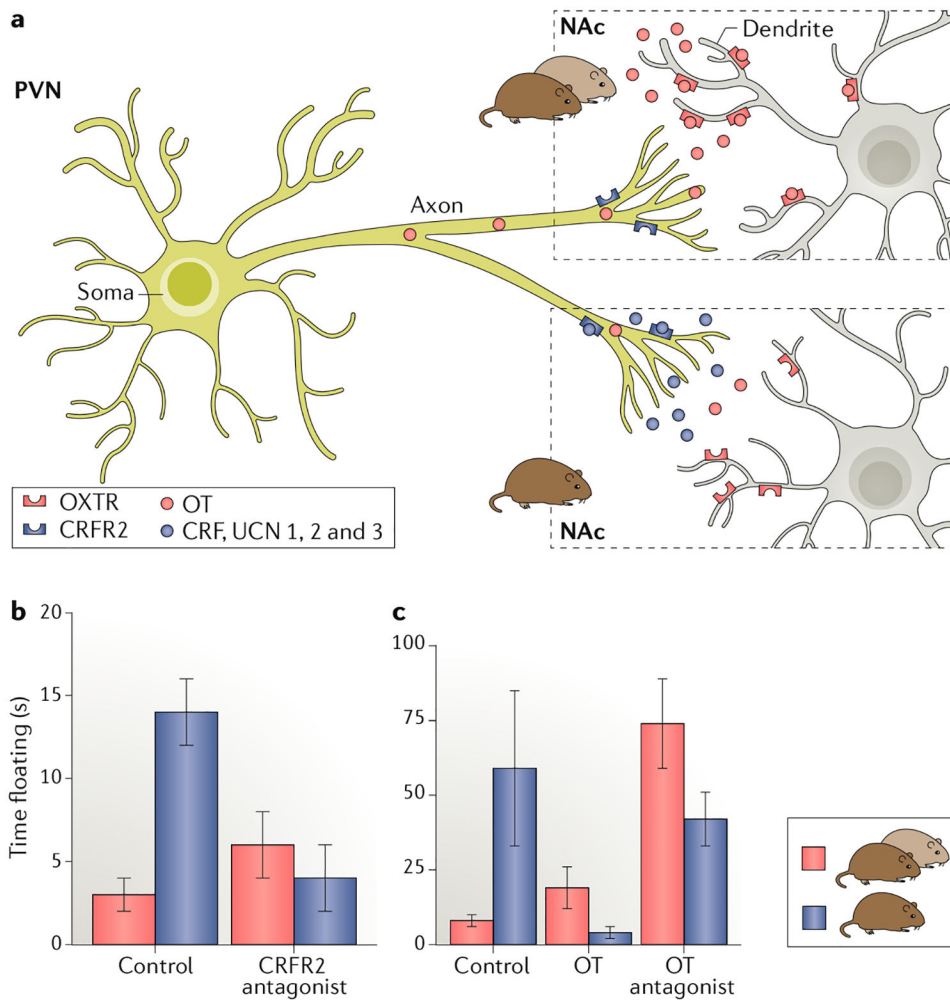 a
NAc
Dendrite
PVN
Axon
Soma
OXTR
OT
CRFR2
CRF, UCN 1, 2 and 3
NAc
b
Time floating (s)
20
15
10
5
0
Control
CRFR2
antagonist
c
100
75
50
25
0
Control
OT
OT
antagonist